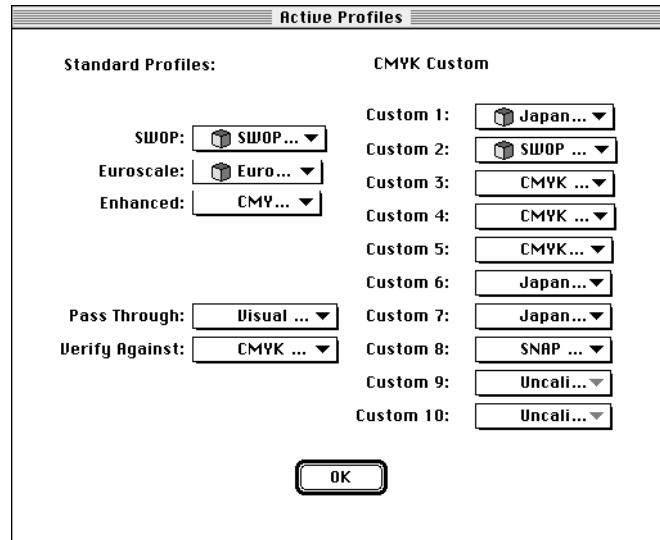 Active Profiles
Standard Profiles:
SWOP: SWOP...
Euroscale: Euro...
Enhanced: CMY...
Pass Through: Visual ...
Verify Against: CMYK ...
CMYK Custom
Custom 1: Japan...
Custom 2: SWOP ...
Custom 3: CMYK ...
Custom 4: CMYK ...
Custom 5: CMYK...
Custom 6: Japan...
Custom 7: Japan...
Custom 8: SNAP ...
Custom 9: Uncali...
Custom 10: Uncali...
OK